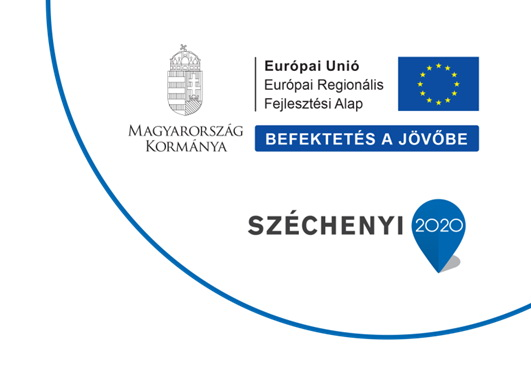 Európai Unió
Európai Regionális
Fejlesztési Alap
MAGYARORSZÁG
KORMÁNYA
BEFEKTETÉS A JÖVŐBE
SZÉCHENYI 2020